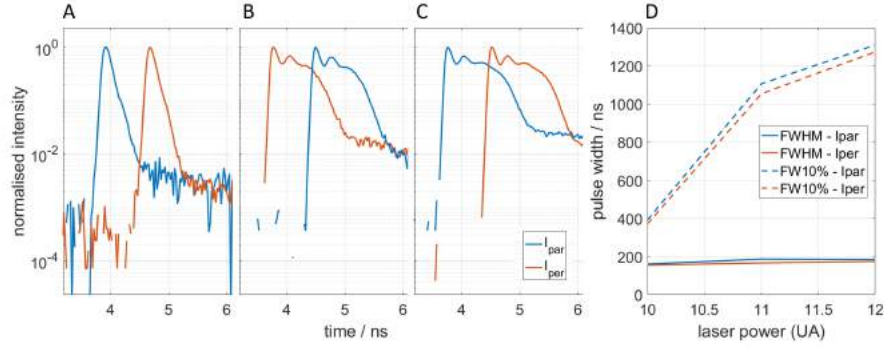 A B C D
normalised intensity
10^0
10^-2
10^-4
4 5 6
4 5 6
4 5 6
time / ns
I_par
I_per
pulse width / ns
1400
1200
1000
800
600
400
200
0
FWHM - Ipar
FWHM - Iper
FW10% - Ipar
FW10% - Iper
10 10.5 11 11.5 12
laser power (UA)